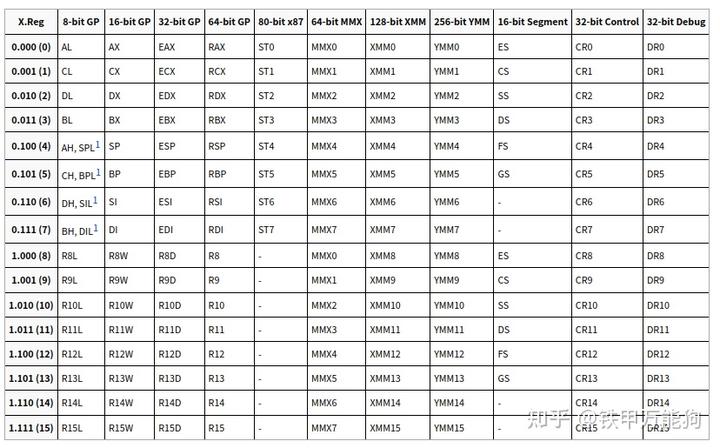 X.Reg 8-bit GP 16-bit GP 32-bit GP 64-bit GP 80-bit x87 64-bit MMX 128-bit XMM 256-bit YMM 16-bit Segment 32-bit Control 32-bit Debug
0.000 (0) AL AX EAX RAX ST0 MMX0 XMM0 YMM0 ES CR0 DR0
0.001 (1) CL CX ECX RCX ST1 MMX1 XMM1 YMM1 CS CR1 DR1
0.010 (2) DL DX EDX RDX ST2 MMX2 XMM2 YMM2 SS CR2 DR2
0.011 (3) BL BX EBX RBX ST3 MMX3 XMM3 YMM3 DS CR3 DR3
0.100 (4) AH, SPL1 SP ESP RSP ST4 MMX4 XMM4 YMM4 FS CR4 DR4
0.101 (5) CH, BPL1 BP EBP RBP ST5 MMX5 XMM5 YMM5 GS CR5 DR5
0.110 (6) DH, SIL1 SI ESI RSI ST6 MMX6 XMM6 YMM6 - CR6 DR6
0.111 (7) BH, DIL1 DI EDI RDI ST7 MMX7 XMM7 YMM7 - CR7 DR7
1.000 (8) R8L R8W R8D R8 - MMX0 XMM8 YMM8 ES CR8 DR8
1.001 (9) R9L R9W R9D R9 - MMX1 XMM9 YMM9 CS CR9 DR9
1.010 (10) R10L R10W R10D R10 - MMX2 XMM10 YMM10 SS CR10 DR10
1.011 (11) R11L R11W R11D R11 - MMX3 XMM11 YMM11 DS CR11 DR11
1.100 (12) R12L R12W R12D R12 - MMX4 XMM12 YMM12 FS CR12 DR12
1.101 (13) R13L R13W R13D R13 - MMX5 XMM13 YMM13 GS CR13 DR13
1.110 (14) R14L R14W R14D R14 - MMX6 XMM14 YMM14 - CR14 DR14
1.111 (15) R15L R15W R15D R15 - MMX7 XMM15 YMM15 - CR15 DR15
知乎 @铁甲万能狗